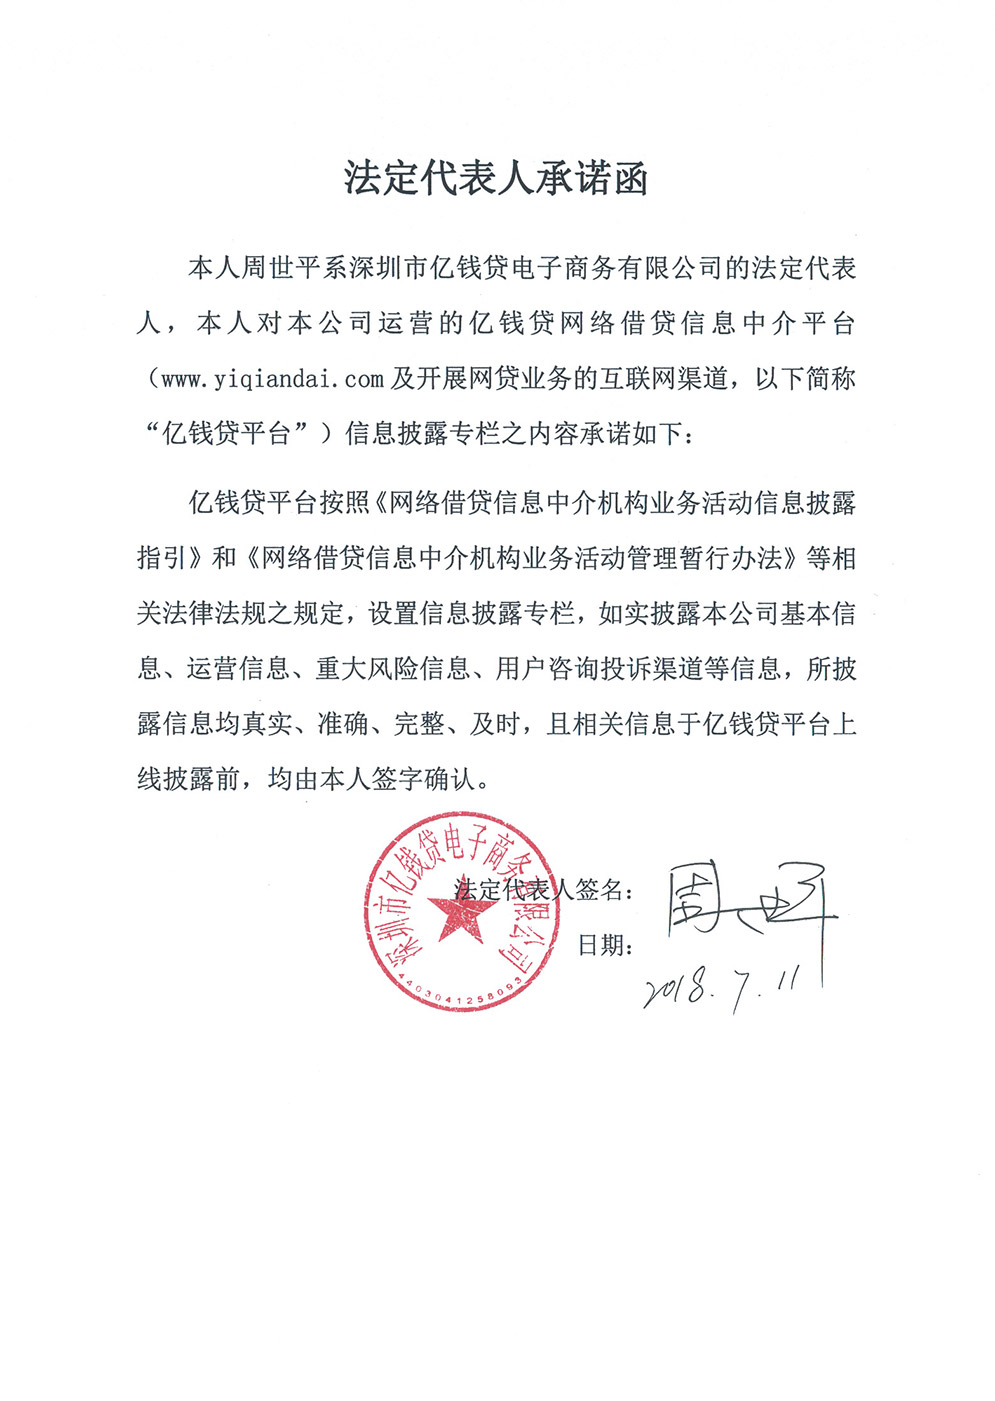 法定代表人承诺函
本人周世平系深圳市亿钱贷电子商务有限公司的法定代表
人，本人对本公司运营的亿钱贷网络借贷信息中介平台
（www.yiqiandai.com及开展网贷业务的互联网渠道，以下简称
“亿钱贷平台”）信息披露专栏之内容承诺如下：
亿钱贷平台按照《网络借贷信息中介机构业务活动信息披露
指引》和《网络借贷信息中介机构业务活动管理暂行办法》等相
关法律法规之规定，设置信息披露专栏，如实披露本公司基本信
息、运营信息、重大风险信息、用户咨询投诉渠道等信息，所披
露信息均真实、准确、完整、及时，且相关信息于亿钱贷平台上
线披露前，均由本人签字确认。
深圳市亿钱贷电子商务有限公司
4403041258093
法定代表人签名：周世平
日期：
2018.7.11